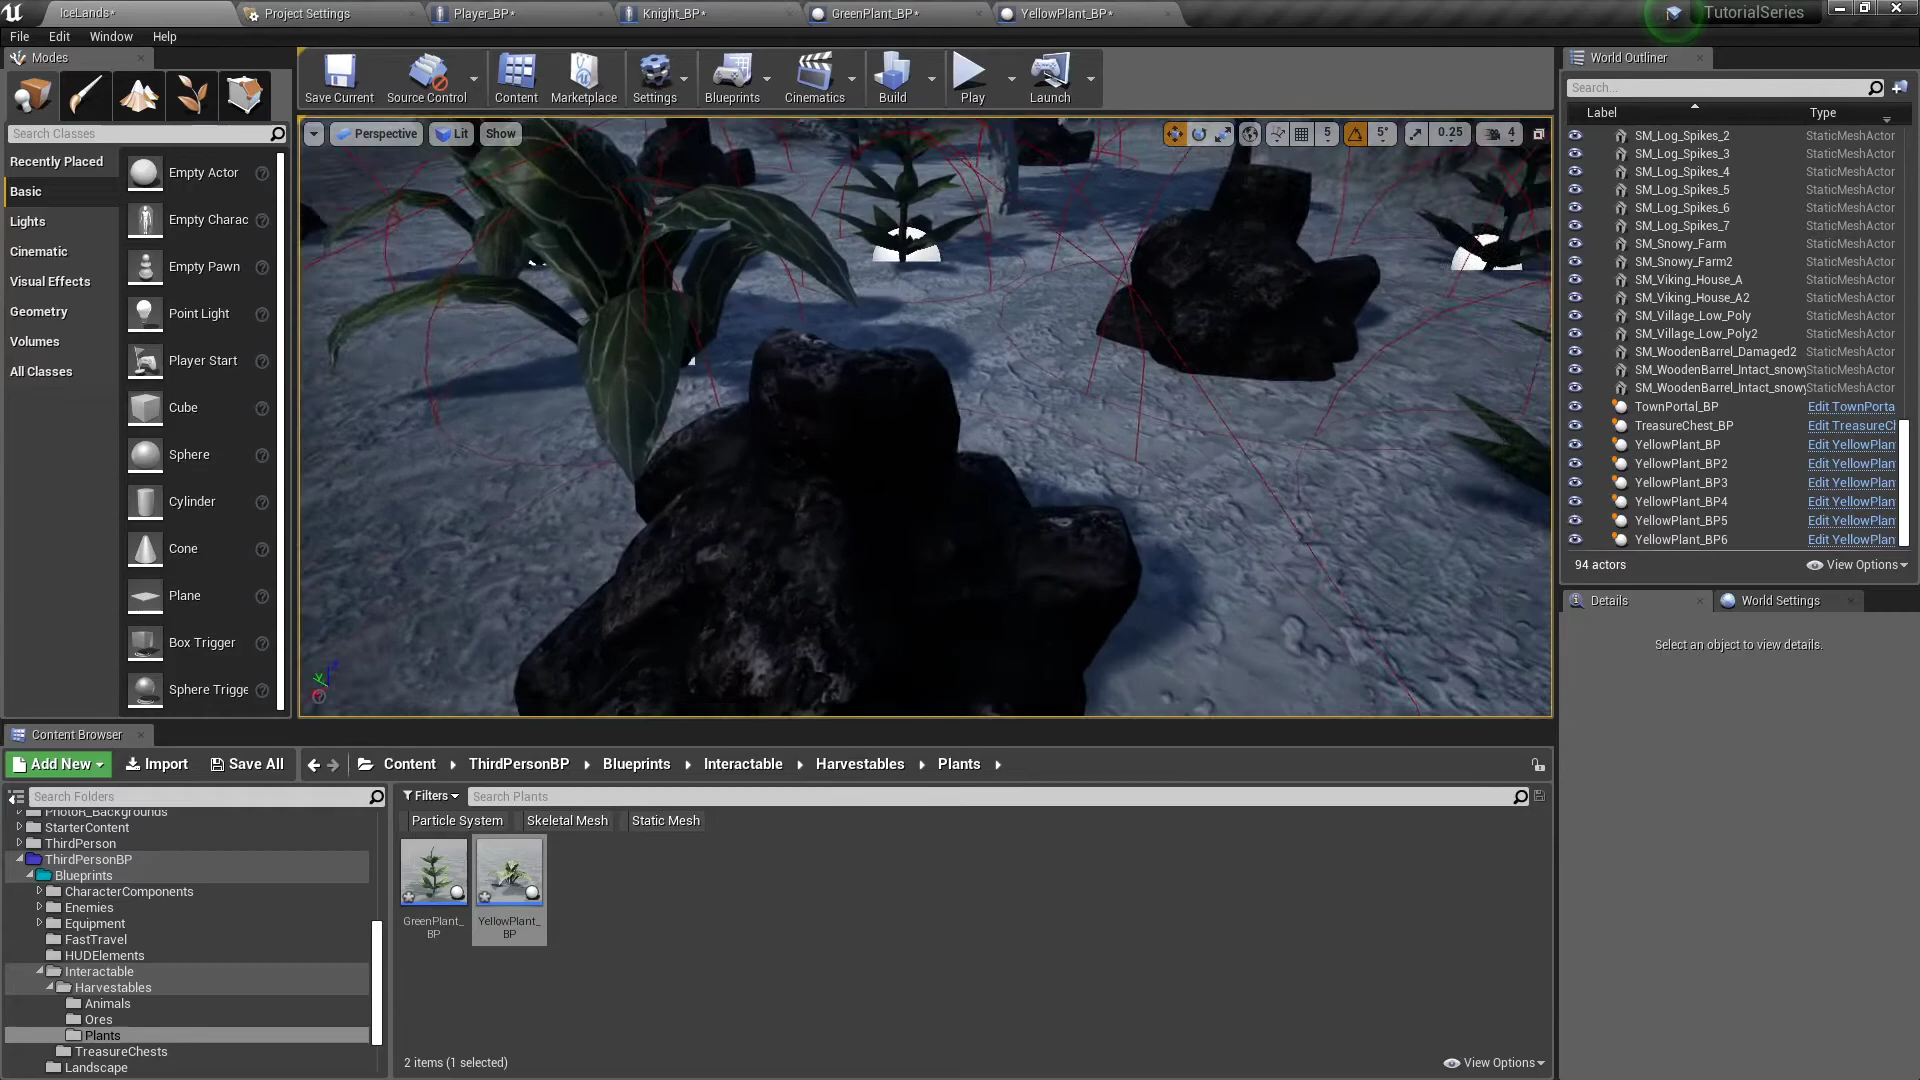 IceLands*
Project Settings
Player_BP*
Knight_BP*
GreenPlant_BP*
YellowPlant_BP*
TutorialSeries
File Edit Window Help
Modes
Save Current
Source Control
Content
Marketplace
Settings
Blueprints
Cinematics
Build
Play
Launch
Search Classes
Recently Placed
Basic
Lights
Cinematic
Visual Effects
Geometry
Volumes
All Classes
Empty Actor
Empty Charac
Empty Pawn
Point Light
Player Start
Cube
Sphere
Cylinder
Cone
Plane
Box Trigger
Sphere Trigge
Perspective Lit Show
5 5° 0.25 4
World Outliner
Search...
Label Type
SM_Log_Spikes_2 StaticMeshActor
SM_Log_Spikes_3 StaticMeshActor
SM_Log_Spikes_4 StaticMeshActor
SM_Log_Spikes_5 StaticMeshActor
SM_Log_Spikes_6 StaticMeshActor
SM_Log_Spikes_7 StaticMeshActor
SM_Snowy_Farm StaticMeshActor
SM_Snowy_Farm2 StaticMeshActor
SM_Viking_House_A StaticMeshActor
SM_Viking_House_A2 StaticMeshActor
SM_Village_Low_Poly StaticMeshActor
SM_Village_Low_Poly2 StaticMeshActor
SM_WoodenBarrel_Damaged2 StaticMeshActor
SM_WoodenBarrel_Intact_snowy StaticMeshActor
SM_WoodenBarrel_Intact_snowy StaticMeshActor
TownPortal_BP Edit TownPorta
TreasureChest_BP Edit TreasureCh
YellowPlant_BP Edit YellowPlan
YellowPlant_BP2 Edit YellowPlan
YellowPlant_BP3 Edit YellowPlan
YellowPlant_BP4 Edit YellowPlan
YellowPlant_BP5 Edit YellowPlan
YellowPlant_BP6 Edit YellowPlan
94 actors View Options
Details World Settings
Select an object to view details.
Content Browser
Add New Import Save All Content ThirdPersonBP Blueprints Interactable Harvestables Plants
Search Folders
PhotoR_Backgrounds
StarterContent
ThirdPerson
ThirdPersonBP
Blueprints
CharacterComponents
Enemies
Equipment
FastTravel
HUDElements
Interactable
Harvestables
Animals
Ores
Plants
TreasureChests
Landscape
Filters Search Plants
Particle System Skeletal Mesh Static Mesh
GreenPlant_
BP
YellowPlant_
BP
2 items (1 selected) View Options